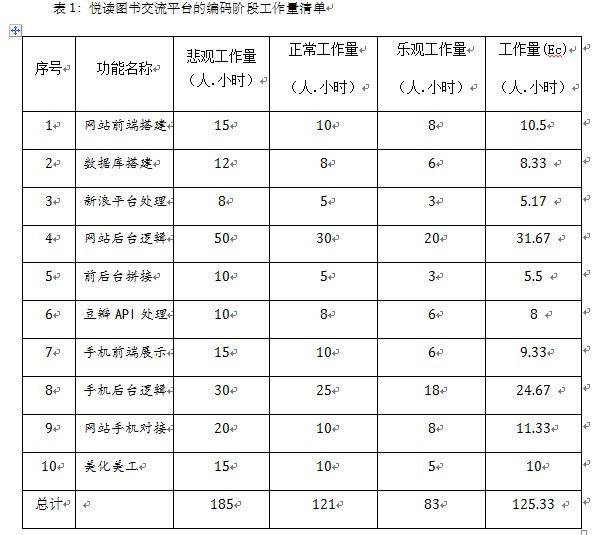 表 1：悦读图书交流平台的编码阶段工作量清单
序号 功能名称 悲观工作量（人.小时） 正常工作量（人.小时） 乐观工作量（人.小时） 工作量(Ec)（人.小时）
1 网站前端搭建 15 10 8 10.5
2 数据库搭建 12 8 6 8.33
3 新浪平台处理 8 5 3 5.17
4 网站后台逻辑 50 30 20 31.67
5 前后台拼接 10 5 3 5.5
6 豆瓣 API 处理 10 8 6 8
7 手机前端展示 15 10 6 9.33
8 手机后台逻辑 30 25 18 24.67
9 网站手机对接 20 10 8 11.33
10 美化美工 15 10 5 10
总计 185 121 83 125.33